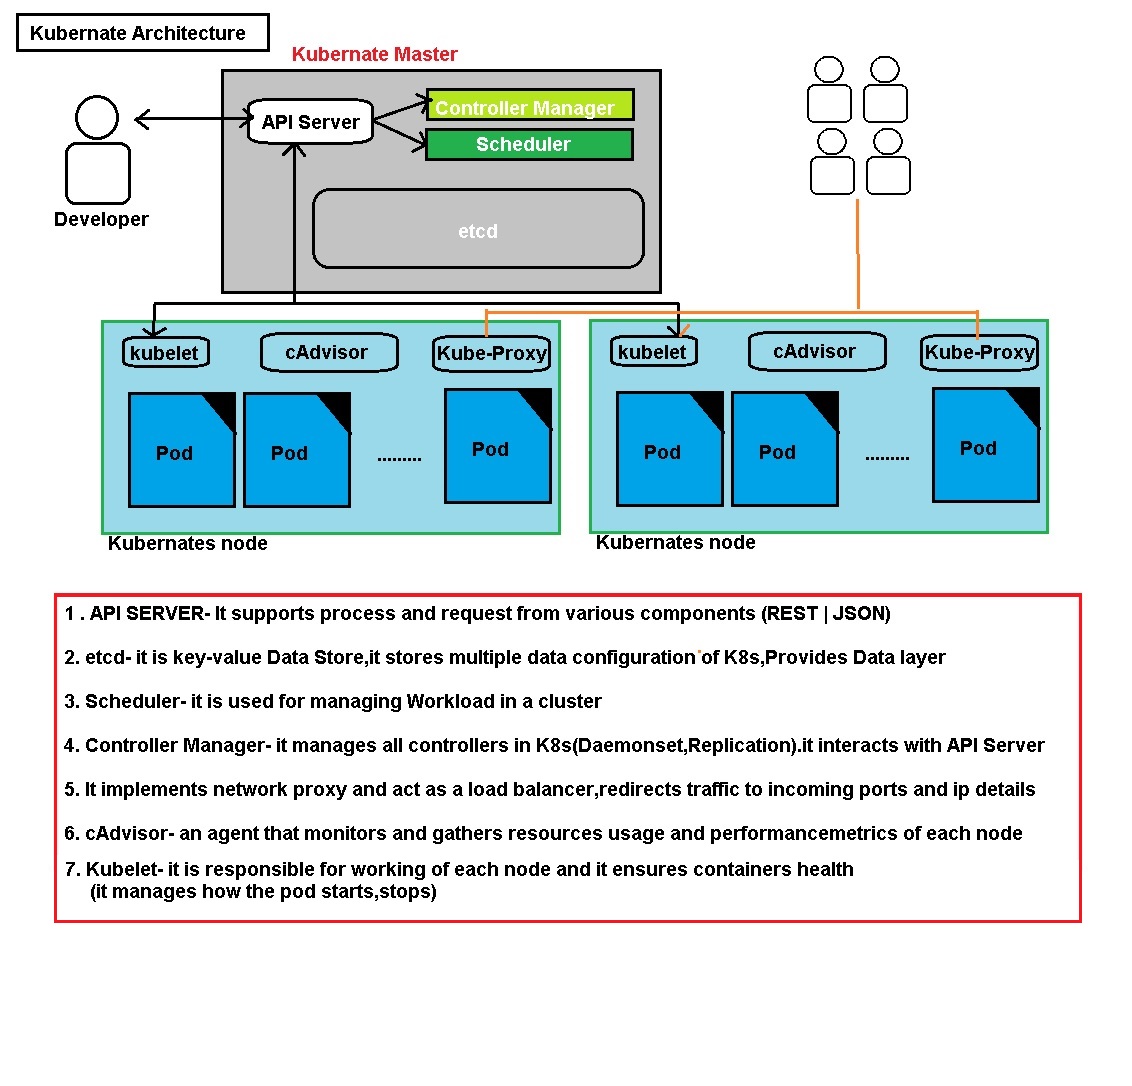 Kubernate Architecture
Kubernate Master
API Server
Controller Manager
Scheduler
etcd
Developer
kubelet
cAdvisor
Kube-Proxy
Pod
Pod
.........
Pod
Kubernates node
kubelet
cAdvisor
Kube-Proxy
Pod
Pod
.........
Pod
Kubernates node
1 . API SERVER- It supports process and request from various components (REST | JSON)
2. etcd- it is key-value Data Store,it stores multiple data configuration of K8s,Provides Data layer
3. Scheduler- it is used for managing Workload in a cluster
4. Controller Manager- it manages all controllers in K8s(Daemonset,Replication).it interacts with API Server
5. It implements network proxy and act as a load balancer,redirects traffic to incoming ports and ip details
6. cAdvisor- an agent that monitors and gathers resources usage and performancemetrics of each node
7. Kubelet- it is responsible for working of each node and it ensures containers health
(it manages how the pod starts,stops)